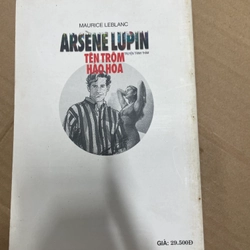 MAURICE LEBLANC
ARSÈNE LUPIN
TÊN TRỘM
HÀO HOA
GIÁ: 29.500Đ